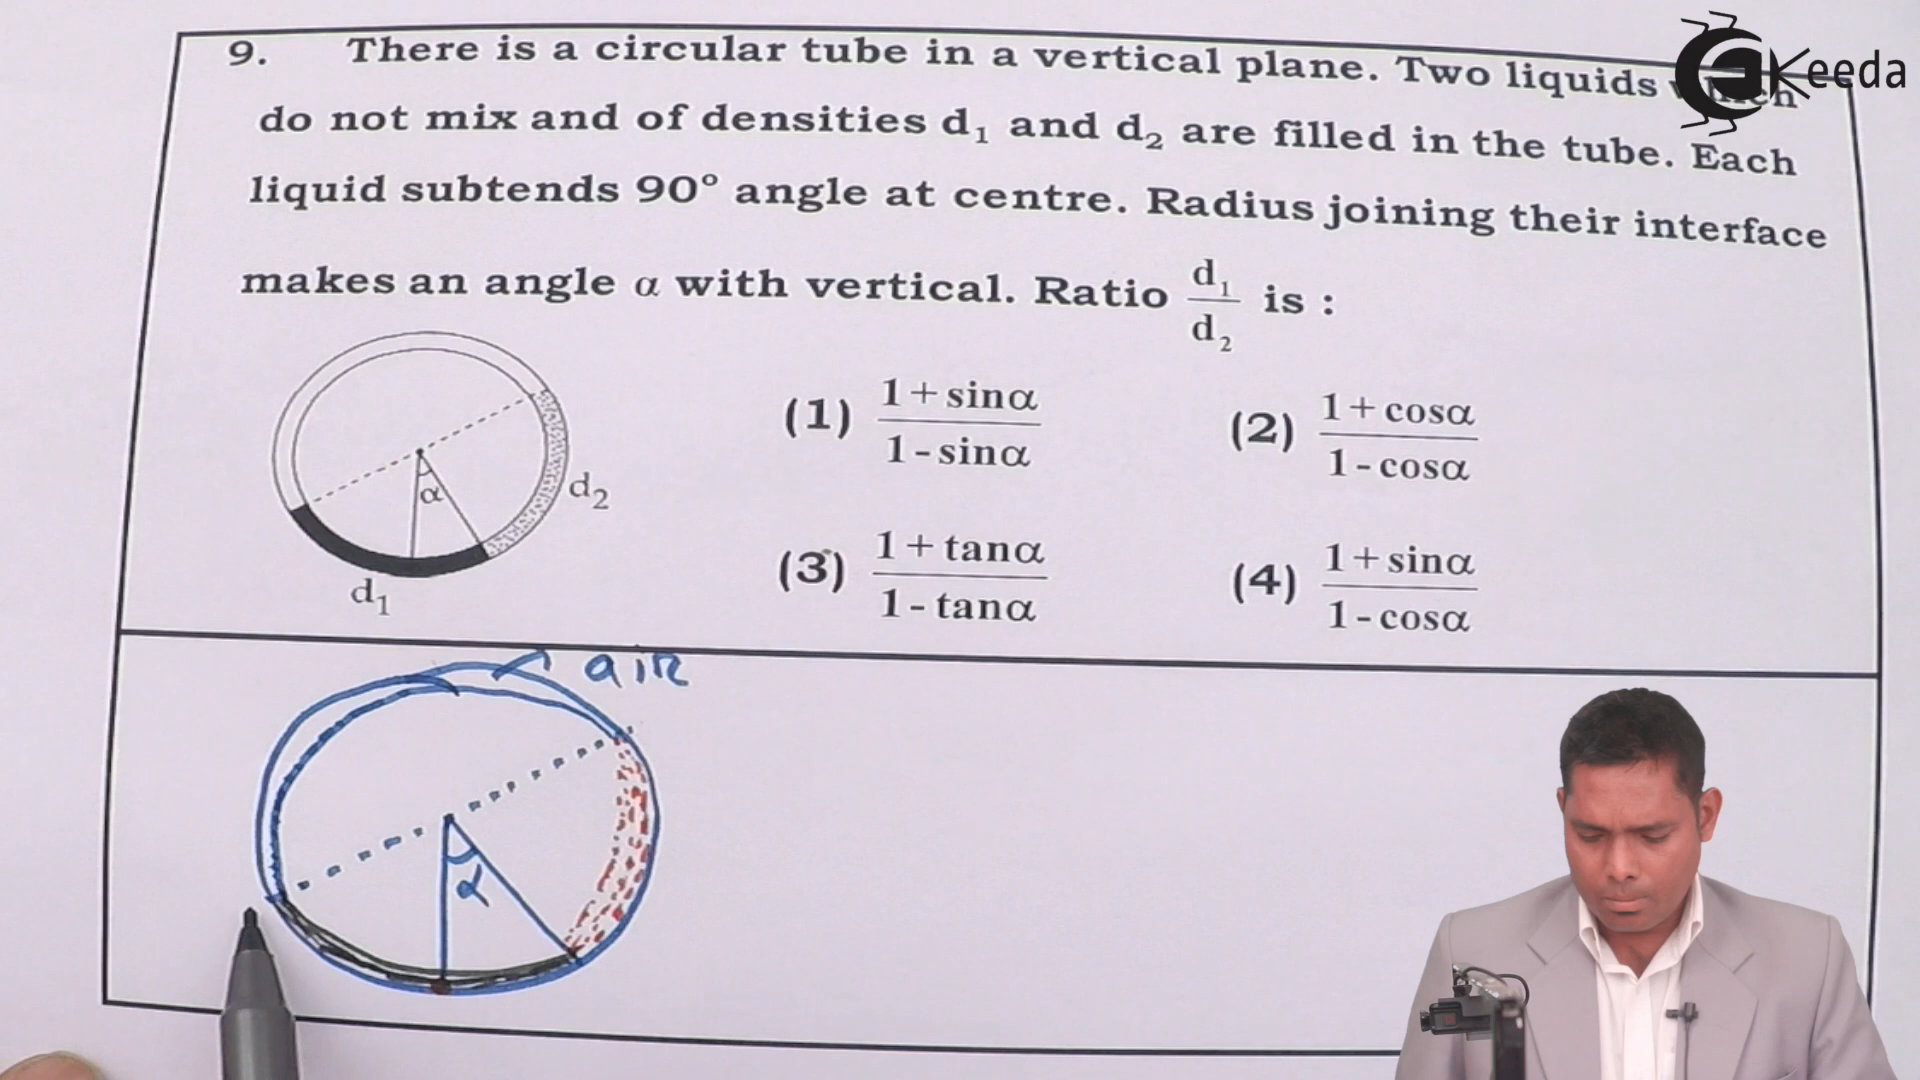 Keeda
9. There is a circular tube in a vertical plane. Two liquids which
do not mix and of densities d₁ and d₂ are filled in the tube. Each
liquid subtends 90° angle at centre. Radius joining their interface
makes an angle α with vertical. Ratio d₁/d₂ is :
(1) 1+sinα / 1-sinα
(2) 1+cosα / 1-cosα
(3) 1+tanα / 1-tanα
(4) 1+sinα / 1-cosα
α
d₂
d₁
air
α